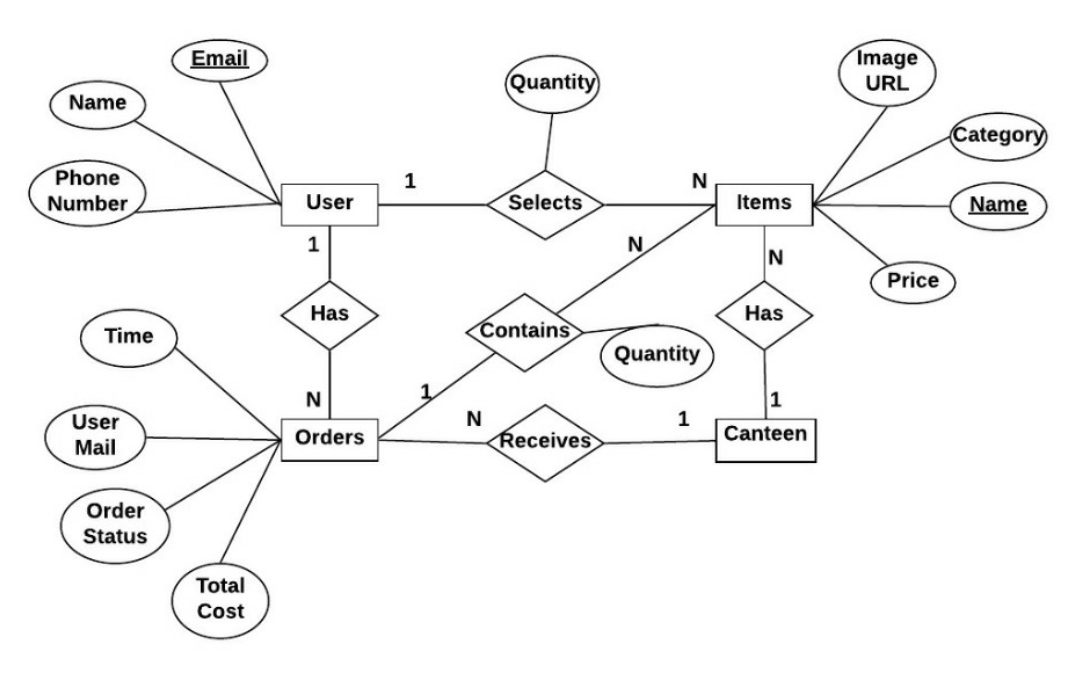 Email
Name
Phone
Number
Quantity
Image
URL
Category
Name
Price
User
1
Selects
N
Items
1
Has
N
N
Has
1
Contains
N
1
Quantity
Time
User
Mail
Order
Status
Total
Cost
Orders
N
Receives
1
Canteen